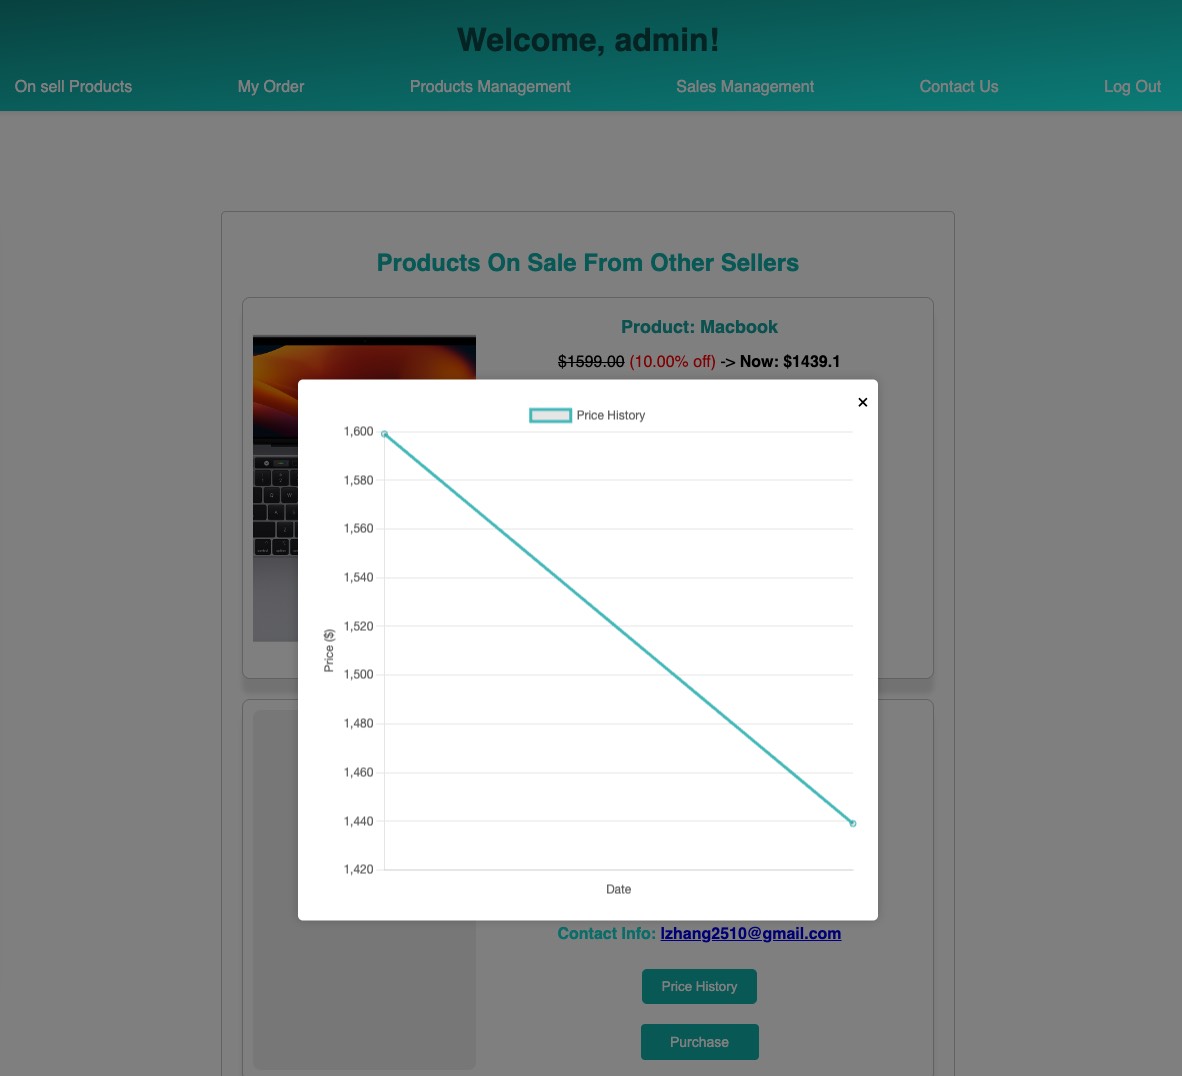 Welcome, admin!
On sell Products My Order Products Management Sales Management Contact Us Log Out
Products On Sale From Other Sellers
Product: Macbook
$1599.00 (10.00% off) -> Now: $1439.1
×
Price History
1,600
1,580
1,560
1,540
1,520
1,500
1,480
1,460
1,440
1,420
Price ($)
Date
Contact Info: lzhang2510@gmail.com
Price History
Purchase